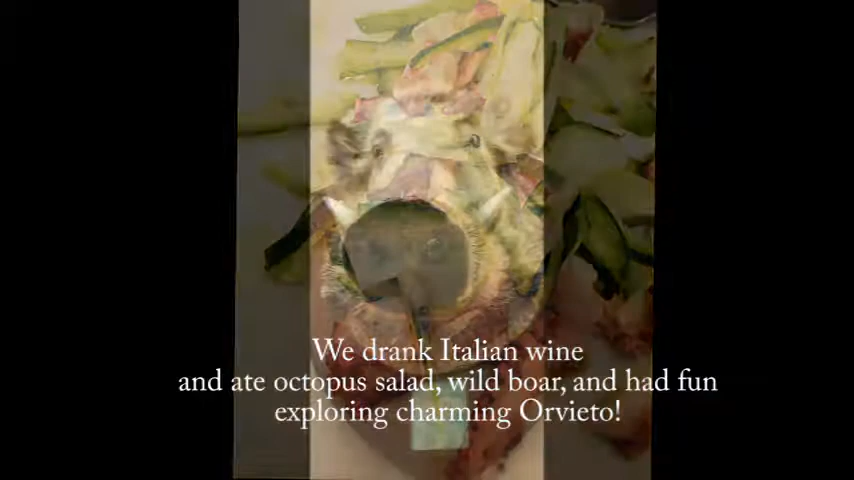 We drank Italian wine
and ate octopus salad, wild boar, and had fun
exploring charming Orvieto!